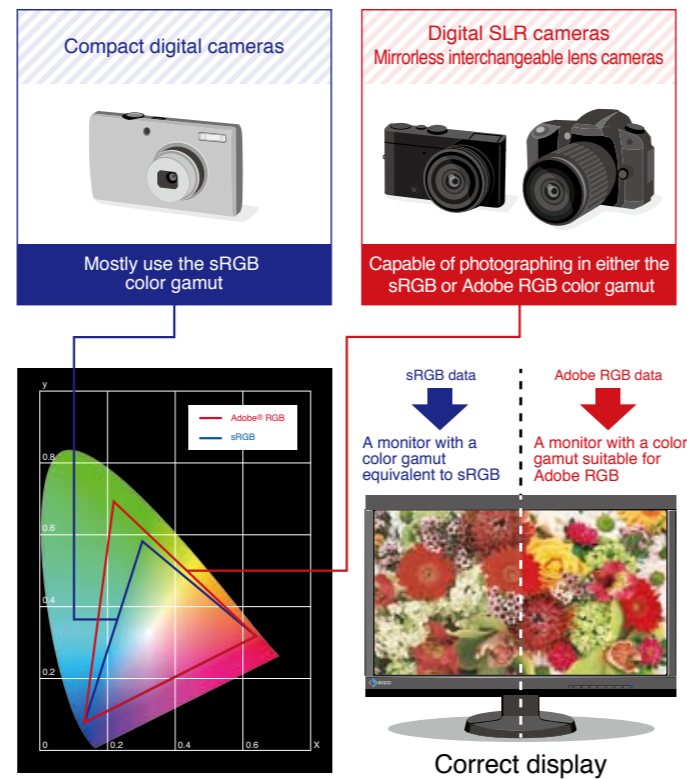 Compact digital cameras
Digital SLR cameras
Mirrorless interchangeable lens cameras
Mostly use the sRGB
color gamut
Capable of photographing in either the
sRGB or Adobe RGB color gamut
y
Adobe® RGB
sRGB
0.8
0.6
0.4
0.2
0
0.2
0.4
0.6
X
sRGB data
Adobe RGB data
A monitor with a
color gamut
equivalent to sRGB
A monitor with a color
gamut suitable for
Adobe RGB
EIZO
Correct display